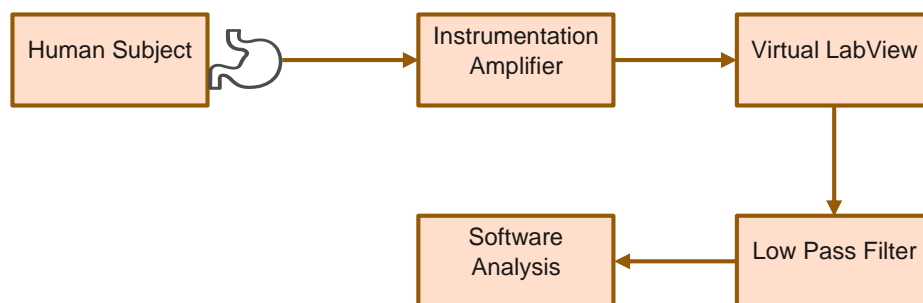 Human Subject
Instrumentation
Amplifier
Virtual LabView
Low Pass Filter
Software
Analysis